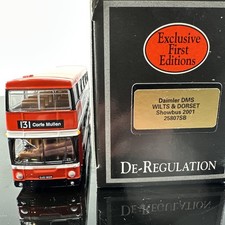 Exclusive
First
Editions
Daimler DMS
WILTS & DORSET
Showbus 2001
25807SB
DE-REGULATION
131 Corfe Mullen